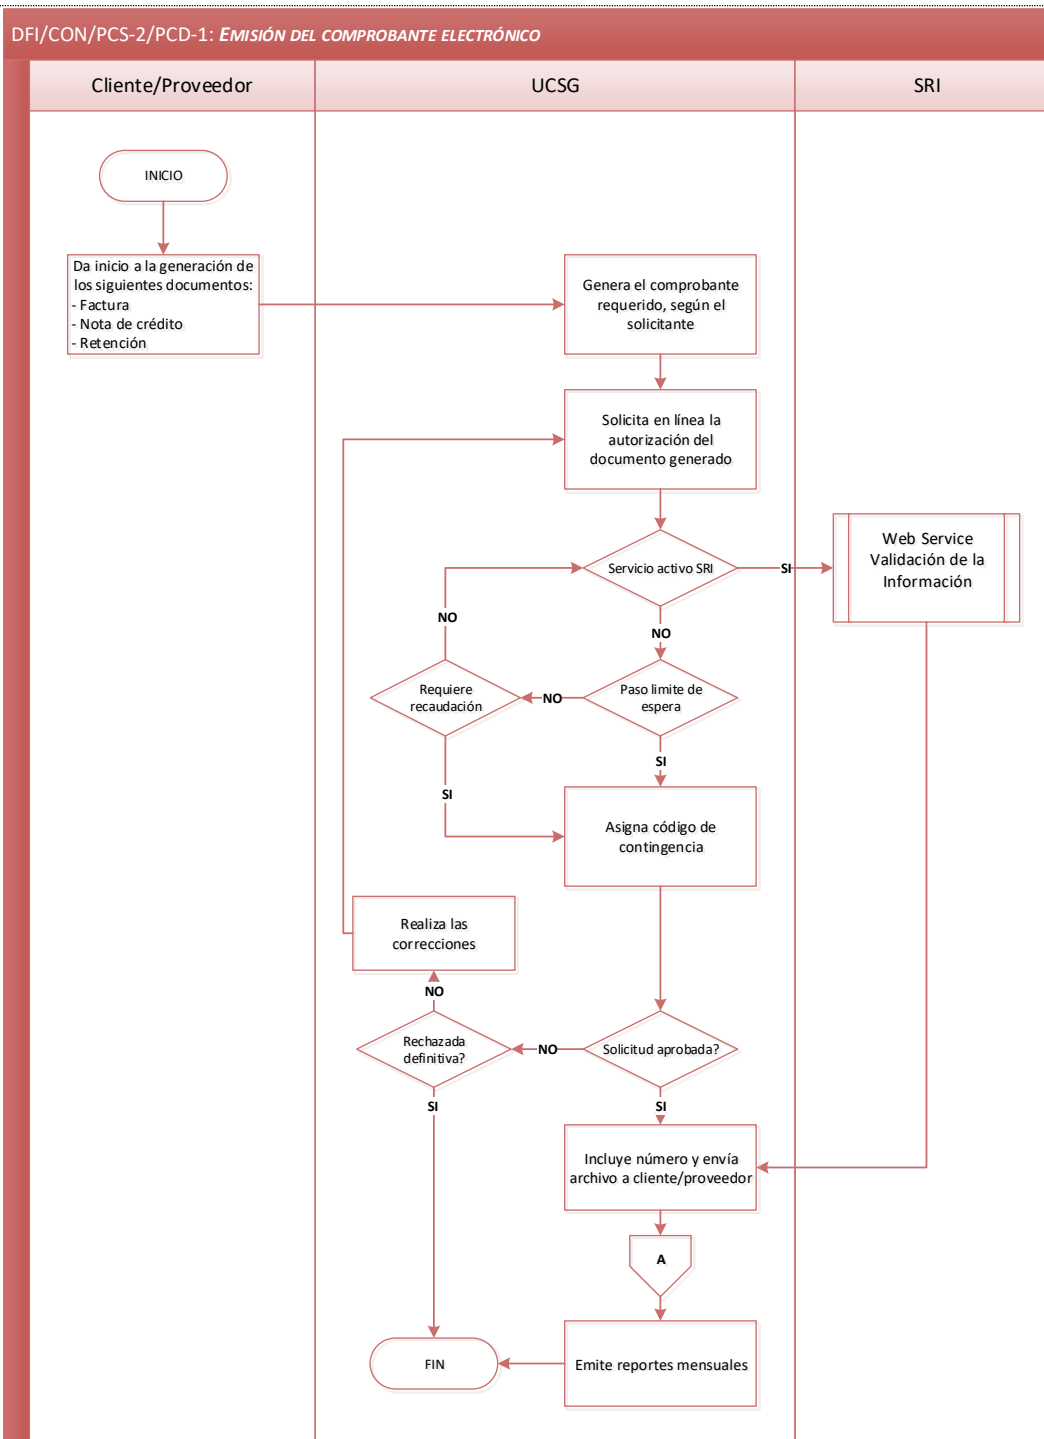 DFI/CON/PCS-2/PCD-1: EMISIÓN DEL COMPROBANTE ELECTRÓNICO
Cliente/Proveedor
UCSG
SRI
INICIO
Da inicio a la generación de
los siguientes documentos:
- Factura
- Nota de crédito
- Retención
Genera el comprobante
requerido, según el
solicitante
Solicita en línea la
autorización del
documento generado
Servicio activo SRI
SI
Web Service
Validación de la
Información
NO
NO
Requiere
recaudación
NO
Paso limite de
espera
SI
SI
Asigna código de
contingencia
Realiza las
correcciones
NO
Rechazada
definitiva?
NO
Solicitud aprobada?
SI
SI
Incluye número y envía
archivo a cliente/proveedor
A
FIN
Emite reportes mensuales